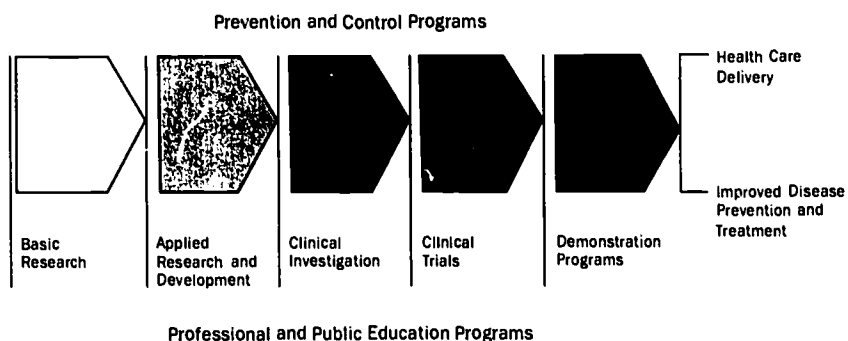 Prevention and Control Programs
Health Care
Delivery
Improved Disease
Prevention and
Treatment
Basic
Research
Applied
Research and
Development
Clinical
Investigation
Clinical
Trials
Demonstration
Programs
Professional and Public Education Programs